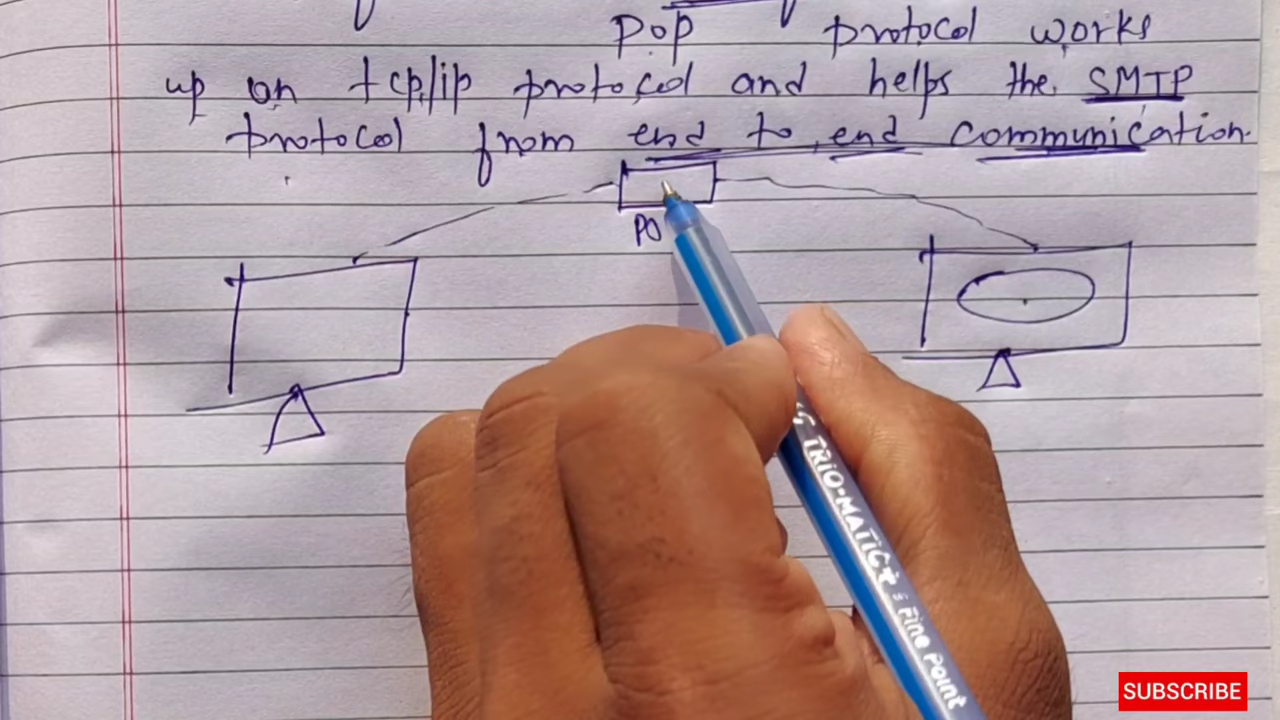 pop protocol works
up on tcp/ip protocol and helps the SMTP
protocol from end to end communication.
PO
TRIO-MATIC Fine Point
SUBSCRIBE